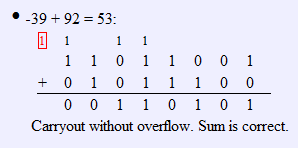 • -39 + 92 = 53:
1 1 1 1
1 1 0 1 1 0 0 1
+ 0 1 0 1 1 1 0 0
0 0 1 1 0 1 0 1
Carryout without overflow. Sum is correct.